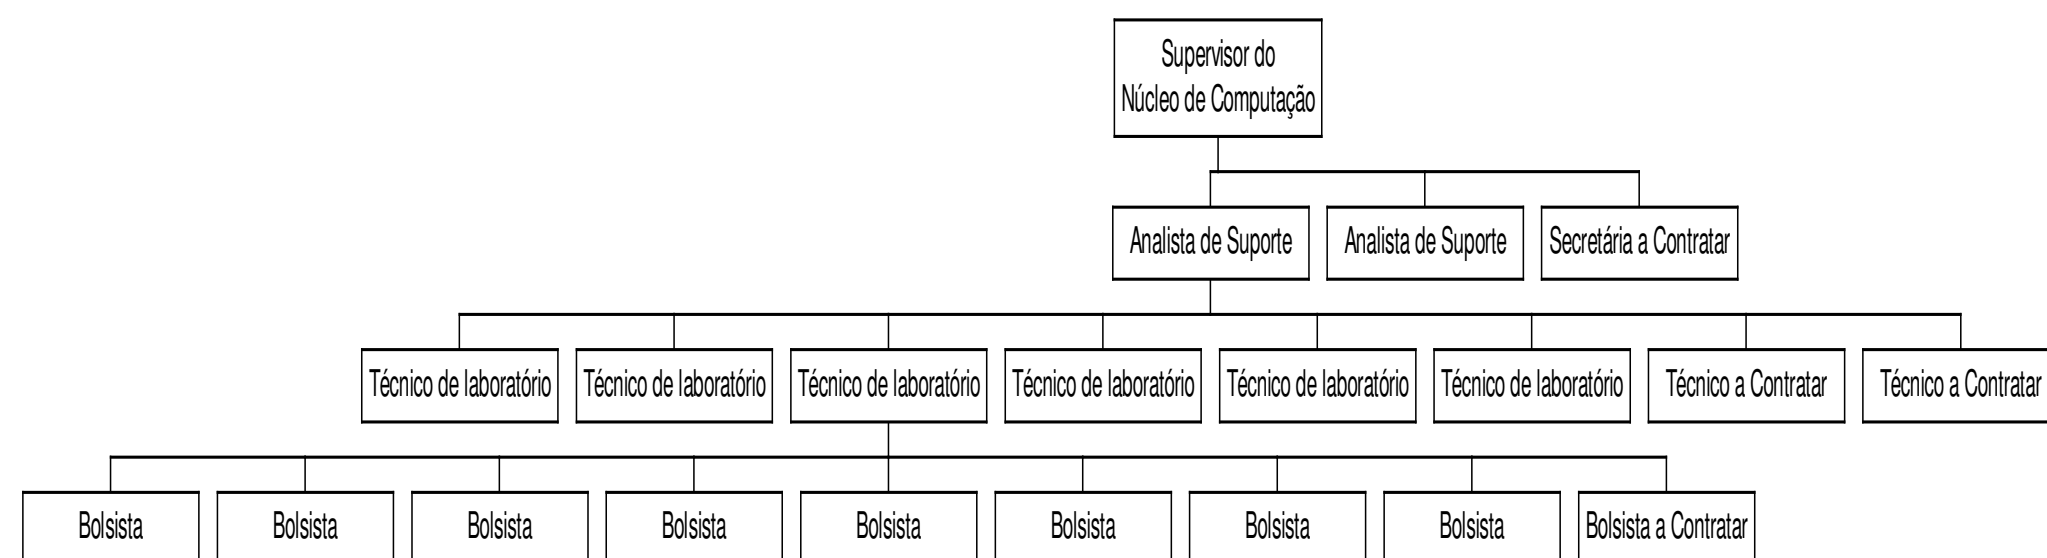 Supervisor do
Núcleo de Computação
Analista de Suporte
Analista de Suporte
Secretária a Contratar
Técnico de laboratório
Técnico de laboratório
Técnico de laboratório
Técnico de laboratório
Técnico de laboratório
Técnico de laboratório
Técnico a Contratar
Técnico a Contratar
Bolsista
Bolsista
Bolsista
Bolsista
Bolsista
Bolsista
Bolsista
Bolsista
Bolsista a Contratar